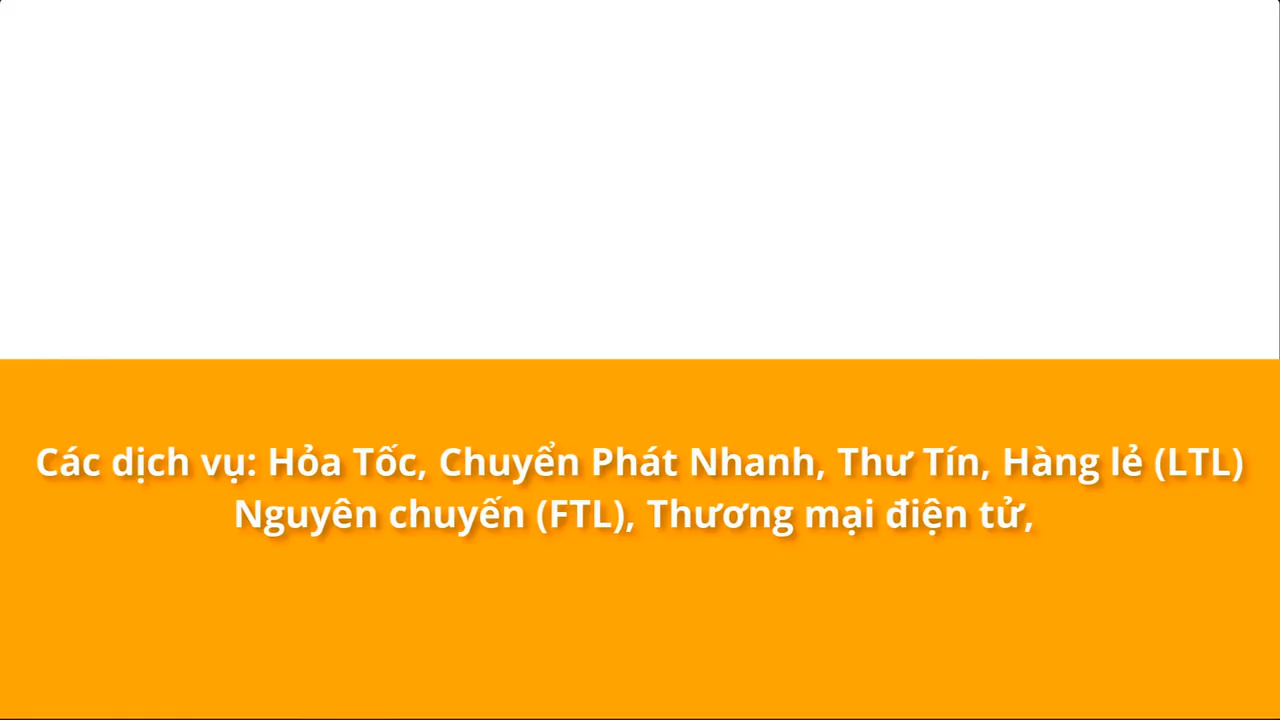 Các dịch vụ: Hỏa Tốc, Chuyển Phát Nhanh, Thư Tín, Hàng lẻ (LTL)
Nguyên chuyến (FTL), Thương mại điện tử,